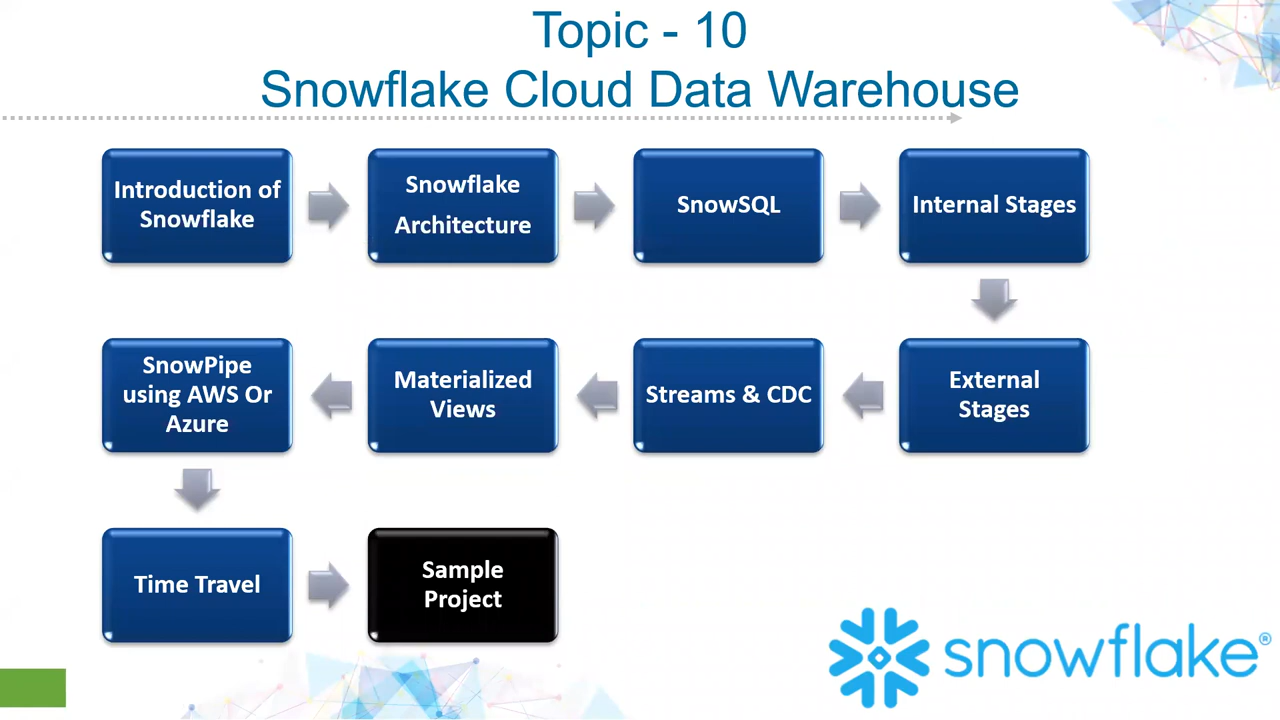 Topic - 10
Snowflake Cloud Data Warehouse
Introduction of
Snowflake
Snowflake
Architecture
SnowSQL
Internal Stages
External
Stages
Streams & CDC
Materialized
Views
SnowPipe
using AWS Or
Azure
Time Travel
Sample
Project
snowflake®